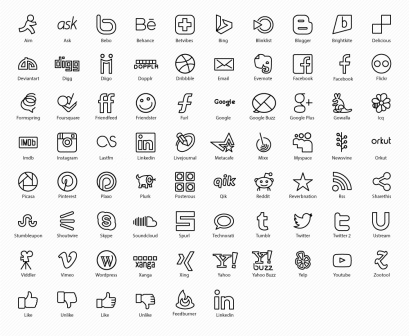 Aim Ask Bebo Behance Betvibes Bing Blinklist Blogger Brightkite Delicious
Deviantart Digg Diigo Dopplr Dribbble Email Evernote Facebook Facebook Flickr
Formspring Foursquare Friendfeed Friendster Furl Google Google Buzz Google Plus Gowalla Icq
Imdb Instagram Lastfm Linkedin Livejournal Metacafe Mixx Myspace Newsvine Orkut
Picasa Pinterest Plaxo Plurk Posterous Qik Reddit Reverbnation Rss Sharethis
Stumbleupon Shoutwire Skype Soundcloud Spurl Technorati Tumblr Twitter Twitter 2 Ustream
Viddler Vimeo Wordpress Xanga Xing Yahoo Yahoo Buzz Yelp Youtube Zootool
Like Unlike Like Unlike Feedburner Linkedin